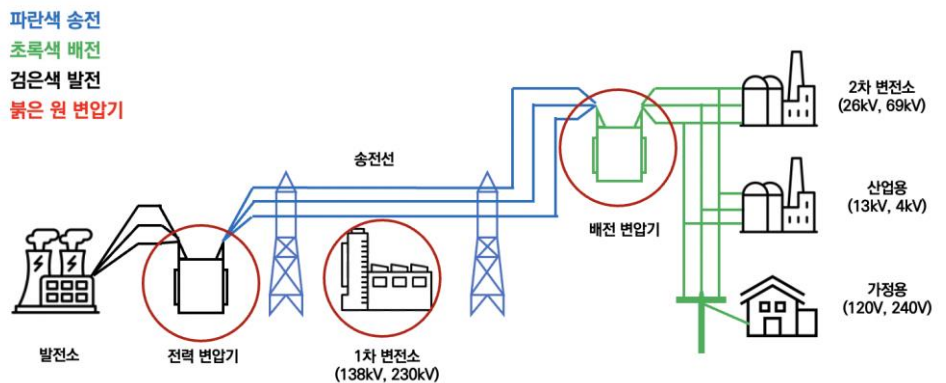 파란색 송전
초록색 배전
검은색 발전
붉은 원 변압기
송전선
2차 변전소
(26kV, 69kV)
산업용
(13kV, 4kV)
배전 변압기
가정용
(120V, 240V)
발전소
전력 변압기
1차 변전소
(138kV, 230kV)